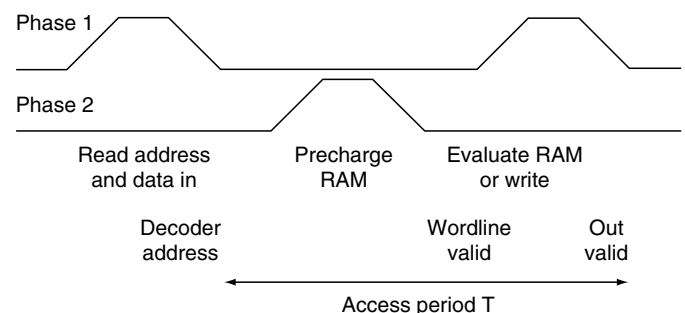 Phase 1
Phase 2
Read address
and data in
Precharge
RAM
Evaluate RAM
or write
Decoder
address
Wordline
valid
Out
valid
Access period T